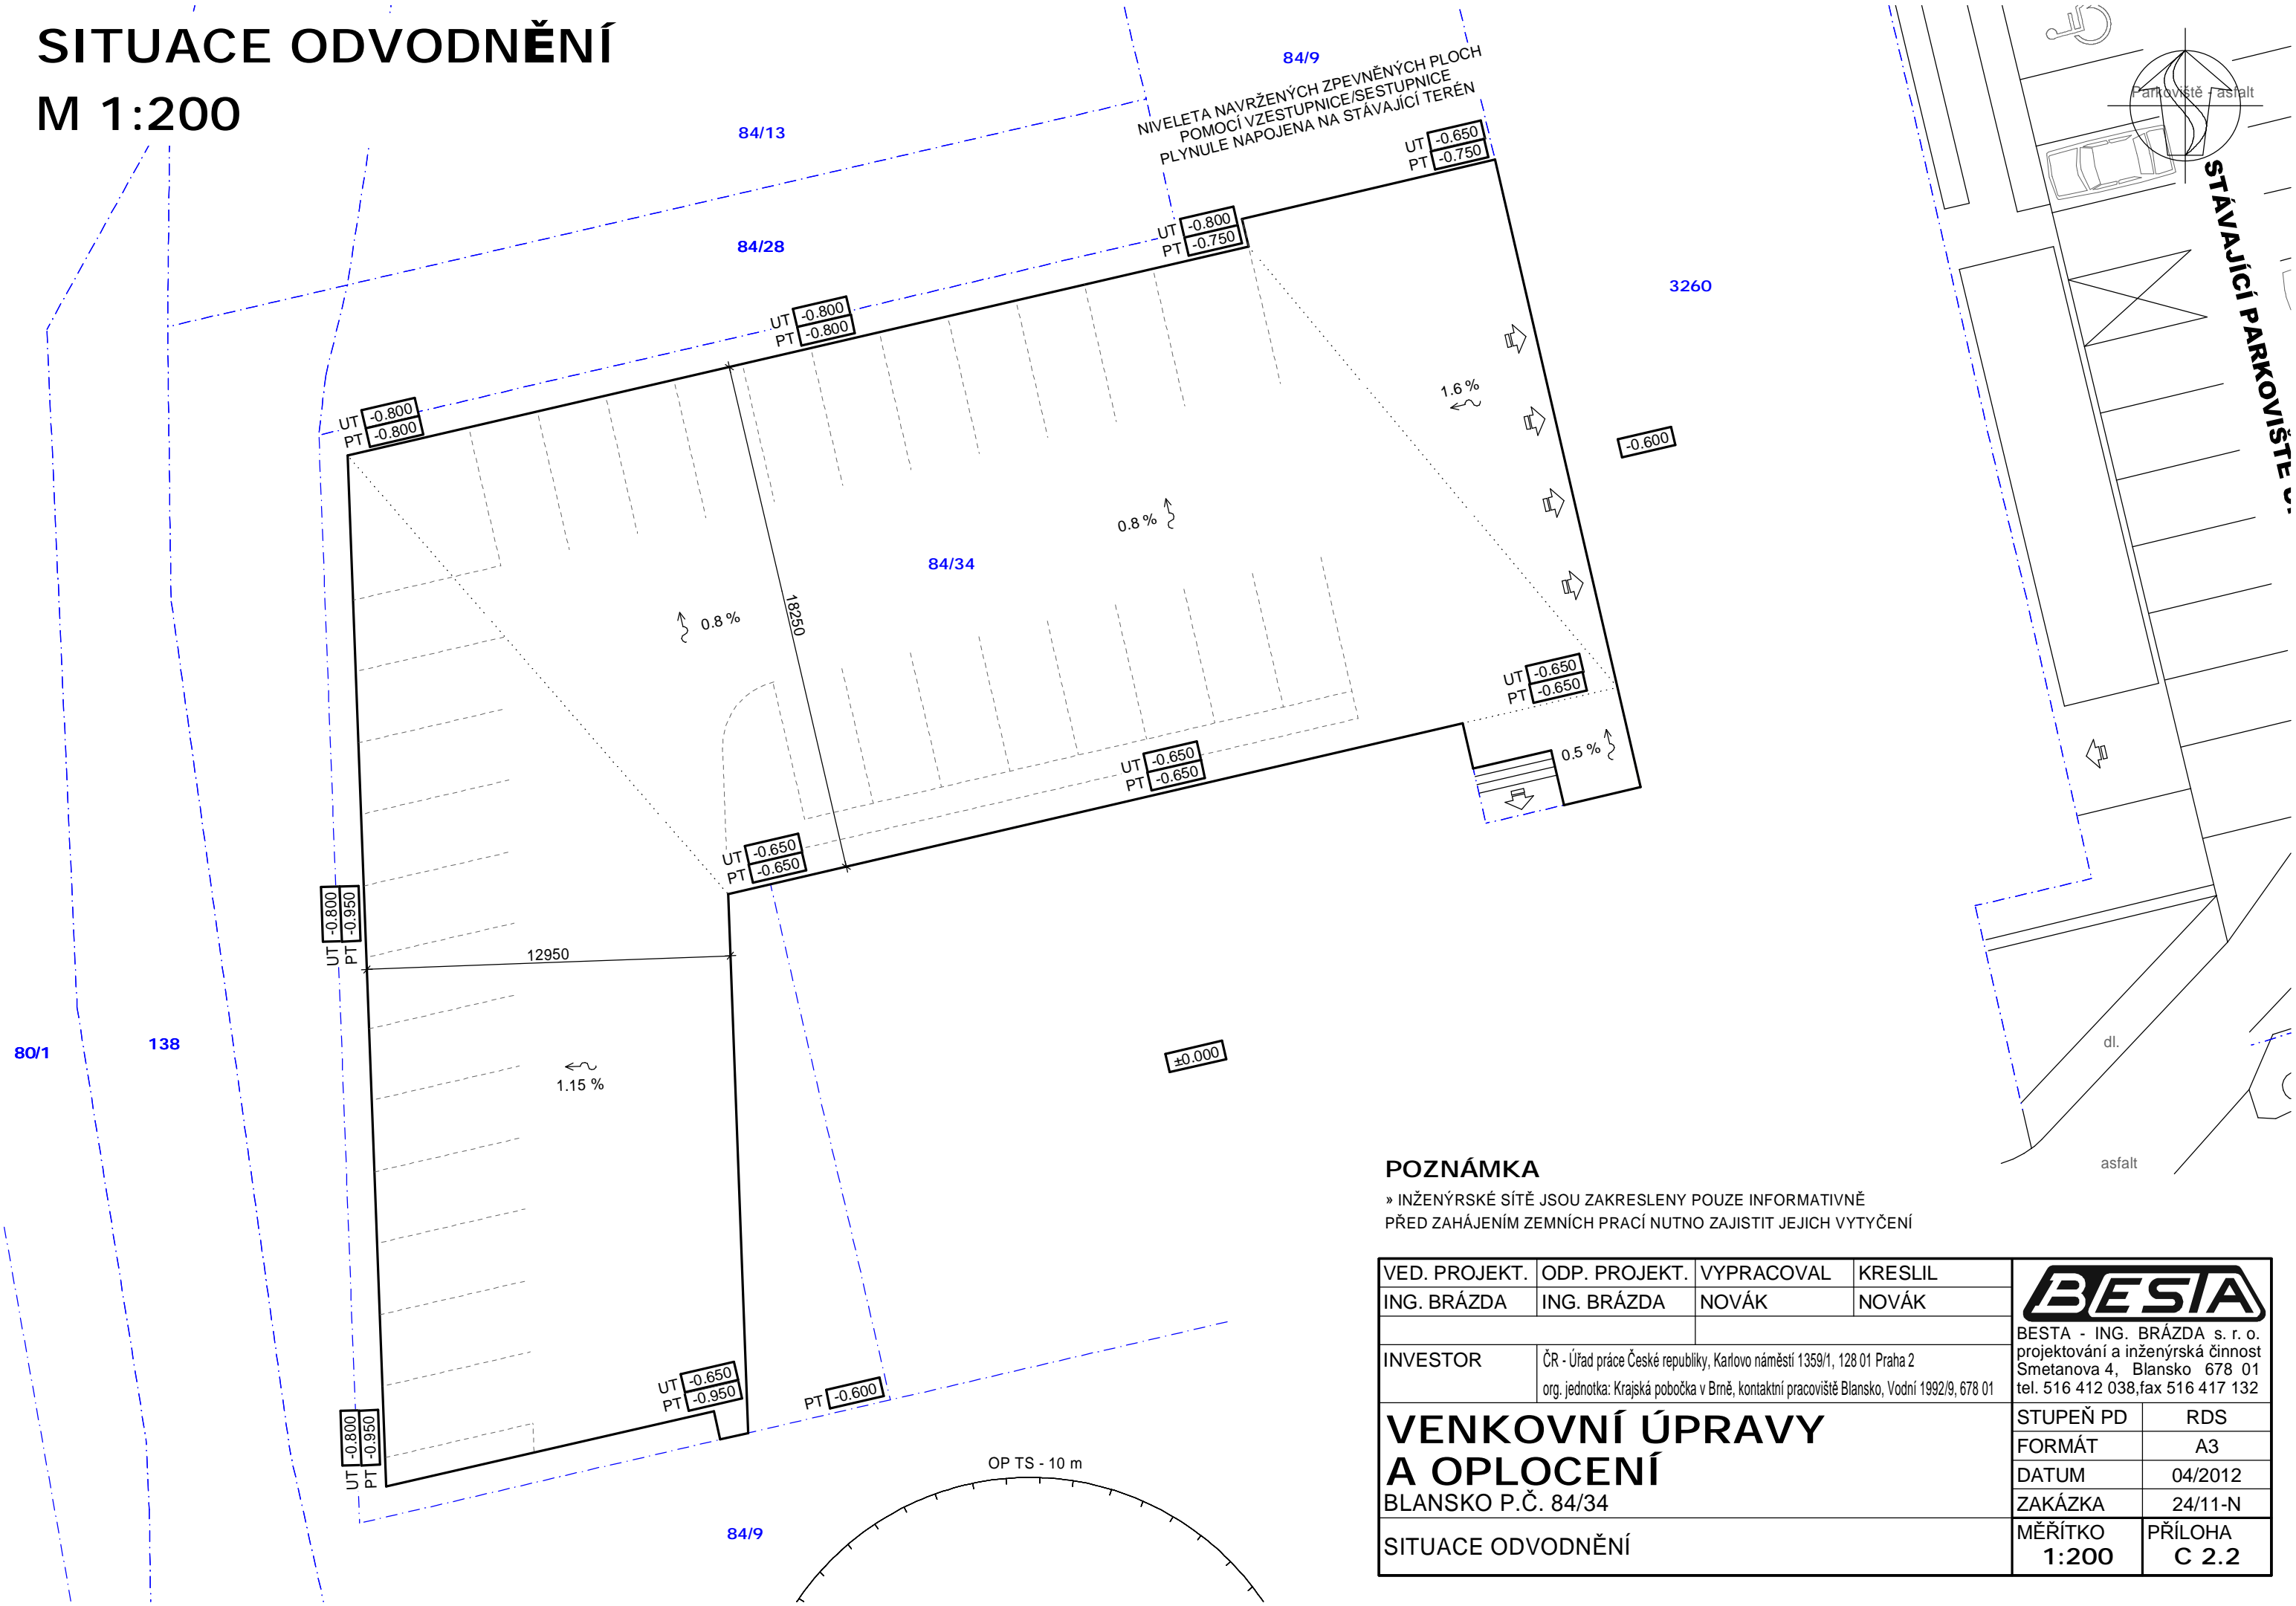 SITUACE ODVODNĚNÍ
M 1:200
84/13
84/9
NIVELETA NAVRŽENÝCH ZPEVNĚNÝCH PLOCH
POMOCÍ VZESTUPNICE/SESTUPNICE
PLYNULE NAPOJENA NA STÁVAJÍCÍ TERÉN
UT -0.650
PT -0.750
Parkoviště - asfalt
84/28
UT -0.800
PT -0.750
3260
UT -0.800
PT -0.800
UT -0.800
PT -0.800
1.6 %
-0.600
0.8 %
84/34
0.8 %
18250
UT -0.650
PT -0.650
0.5 %
UT -0.650
PT -0.650
UT -0.650
PT -0.650
UT -0.800
PT -0.950
12950
80/1
138
1.15 %
±0.000
dl.
asfalt
STÁVAJÍCÍ PARKOVIŠTĚ
UT -0.650
PT -0.950
PT -0.600
UT -0.800
PT -0.950
OP TS - 10 m
84/9
POZNÁMKA
» INŽENÝRSKÉ SÍTĚ JSOU ZAKRESLENY POUZE INFORMATIVNĚ
PŘED ZAHÁJENÍM ZEMNÍCH PRACÍ NUTNO ZAJISTIT JEJICH VYTYČENÍ
VED. PROJEKT. ODP. PROJEKT. VYPRACOVAL KRESLIL
ING. BRÁZDA ING. BRÁZDA NOVÁK NOVÁK
INVESTOR
ČR - Úřad práce České republiky, Karlovo náměstí 1359/1, 128 01 Praha 2
org. jednotka: Krajská pobočka v Brně, kontaktní pracoviště Blansko, Vodní 1992/9, 678 01
VENKOVNÍ ÚPRAVY
A OPLOCENÍ
BLANSKO P.Č. 84/34
SITUACE ODVODNĚNÍ
BESTA
BESTA - ING. BRÁZDA s. r. o.
projektování a inženýrská činnost
Smetanova 4, Blansko 678 01
tel. 516 412 038,fax 516 417 132
STUPEŇ PD RDS
FORMÁT A3
DATUM 04/2012
ZAKÁZKA 24/11-N
MĚŘÍTKO PŘÍLOHA
1:200 C 2.2